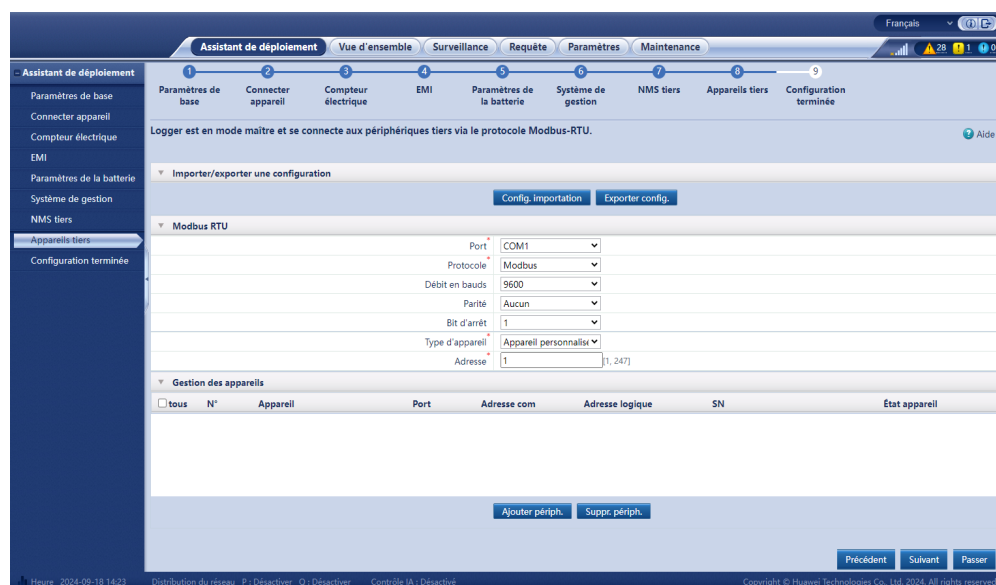 Français
Assistant de déploiement Vue d'ensemble Surveillance Requête Paramètres Maintenance
28 1 0
Assistant de déploiement
Paramètres de base
Connecter appareil
Compteur électrique
EMI
Paramètres de la batterie
Système de gestion
NMS tiers
Appareils tiers
Configuration terminée
1 2 3 4 5 6 7 8 9
Paramètres de base Connecter appareil Compteur électrique EMI Paramètres de la batterie Système de gestion NMS tiers Appareils tiers Configuration terminée
Logger est en mode maître et se connecte aux périphériques tiers via le protocole Modbus-RTU.
Aide
Importer/exporter une configuration
Config. importation Exporter config.
Modbus RTU
Port * COM1
Protocole * Modbus
Débit en bauds 9600
Parité Aucun
Bit d'arrêt 1
Type d'appareil * Appareil personnalise
Adresse * 1 [1, 247]
Gestion des appareils
tous N° Appareil Port Adresse com Adresse logique SN État appareil
Ajouter périph. Suppr. périph.
Précédent Suivant Passer
Heure 2024-09-18 14:23 Distribution du réseau P : Désactiver Q : Désactiver Contrôle IA : Désactivé Copyright © Huawei Technologies Co., Ltd. 2024. All rights reserved